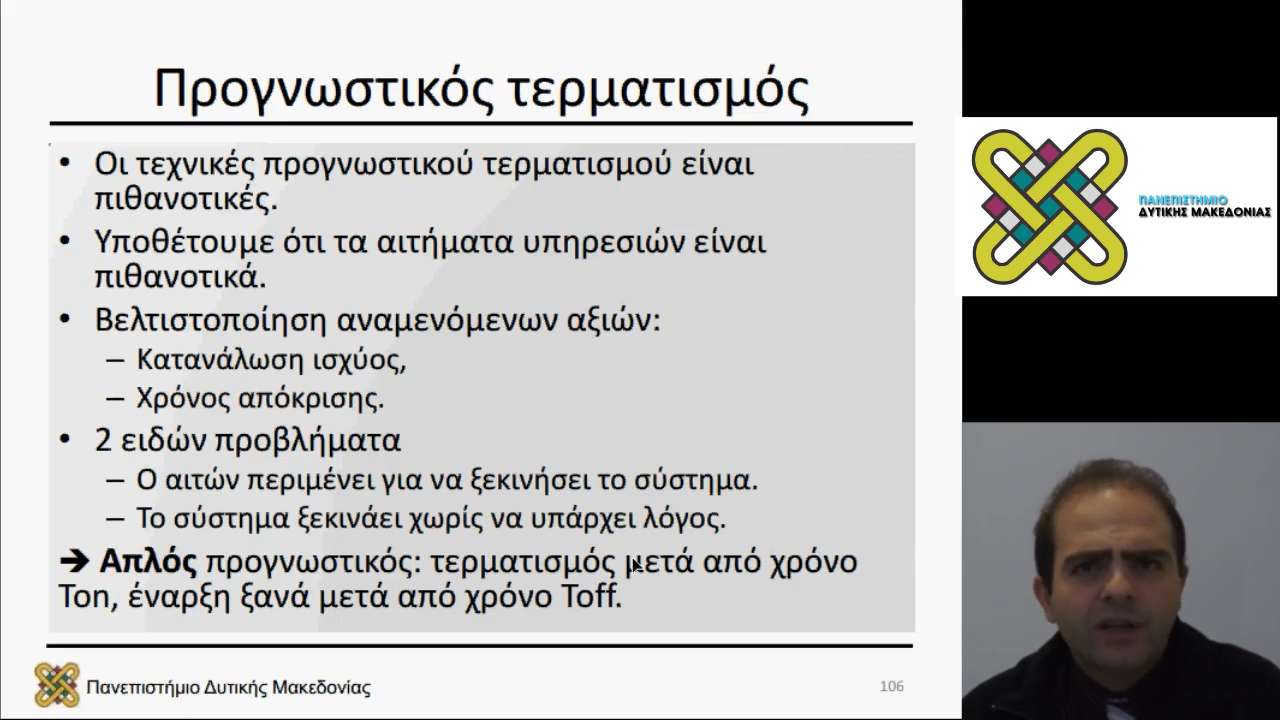 Προγνωστικός τερματισμός
• Οι τεχνικές προγνωστικού τερματισμού είναι
πιθανοτικές.
• Υποθέτουμε ότι τα αιτήματα υπηρεσιών είναι
πιθανοτικά.
• Βελτιστοποίηση αναμενόμενων αξιών:
– Κατανάλωση ισχύος,
– Χρόνος απόκρισης.
• 2 ειδών προβλήματα
– Ο αιτών περιμένει για να ξεκινήσει το σύστημα.
– Το σύστημα ξεκινάει χωρίς να υπάρχει λόγος.
➔ Απλός προγνωστικός: τερματισμός μετά από χρόνο
Ton, έναρξη ξανά μετά από χρόνο Toff.
Πανεπιστήμιο Δυτικής Μακεδονίας
106
ΠΑΝΕΠΙΣΤΗΜΙΟ
ΔΥΤΙΚΗΣ ΜΑΚΕΔΟΝΙΑΣ